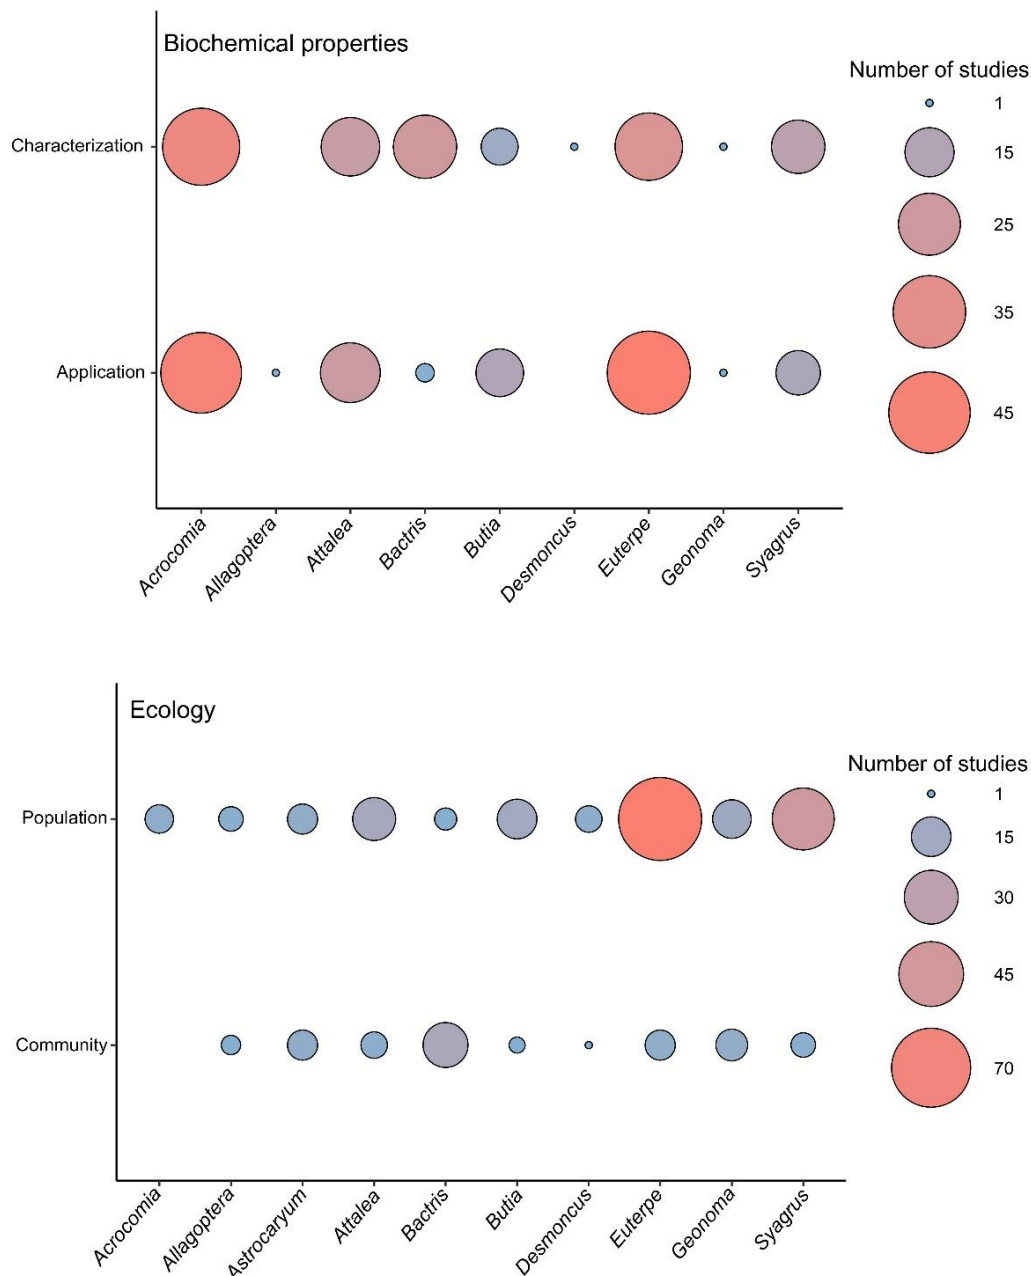 Biochemical properties
Number of studies
1
Characterization
15
25
35
Application
45
Acrocomia
Allagoptera
Attalea
Bactris
Butia
Desmoncus
Euterpe
Geonoma
Syagrus
Ecology
Number of studies
1
Population
15
30
45
Community
70
Acrocomia
Allagoptera
Astrocaryum
Attalea
Bactris
Butia
Desmoncus
Euterpe
Geonoma
Syagrus